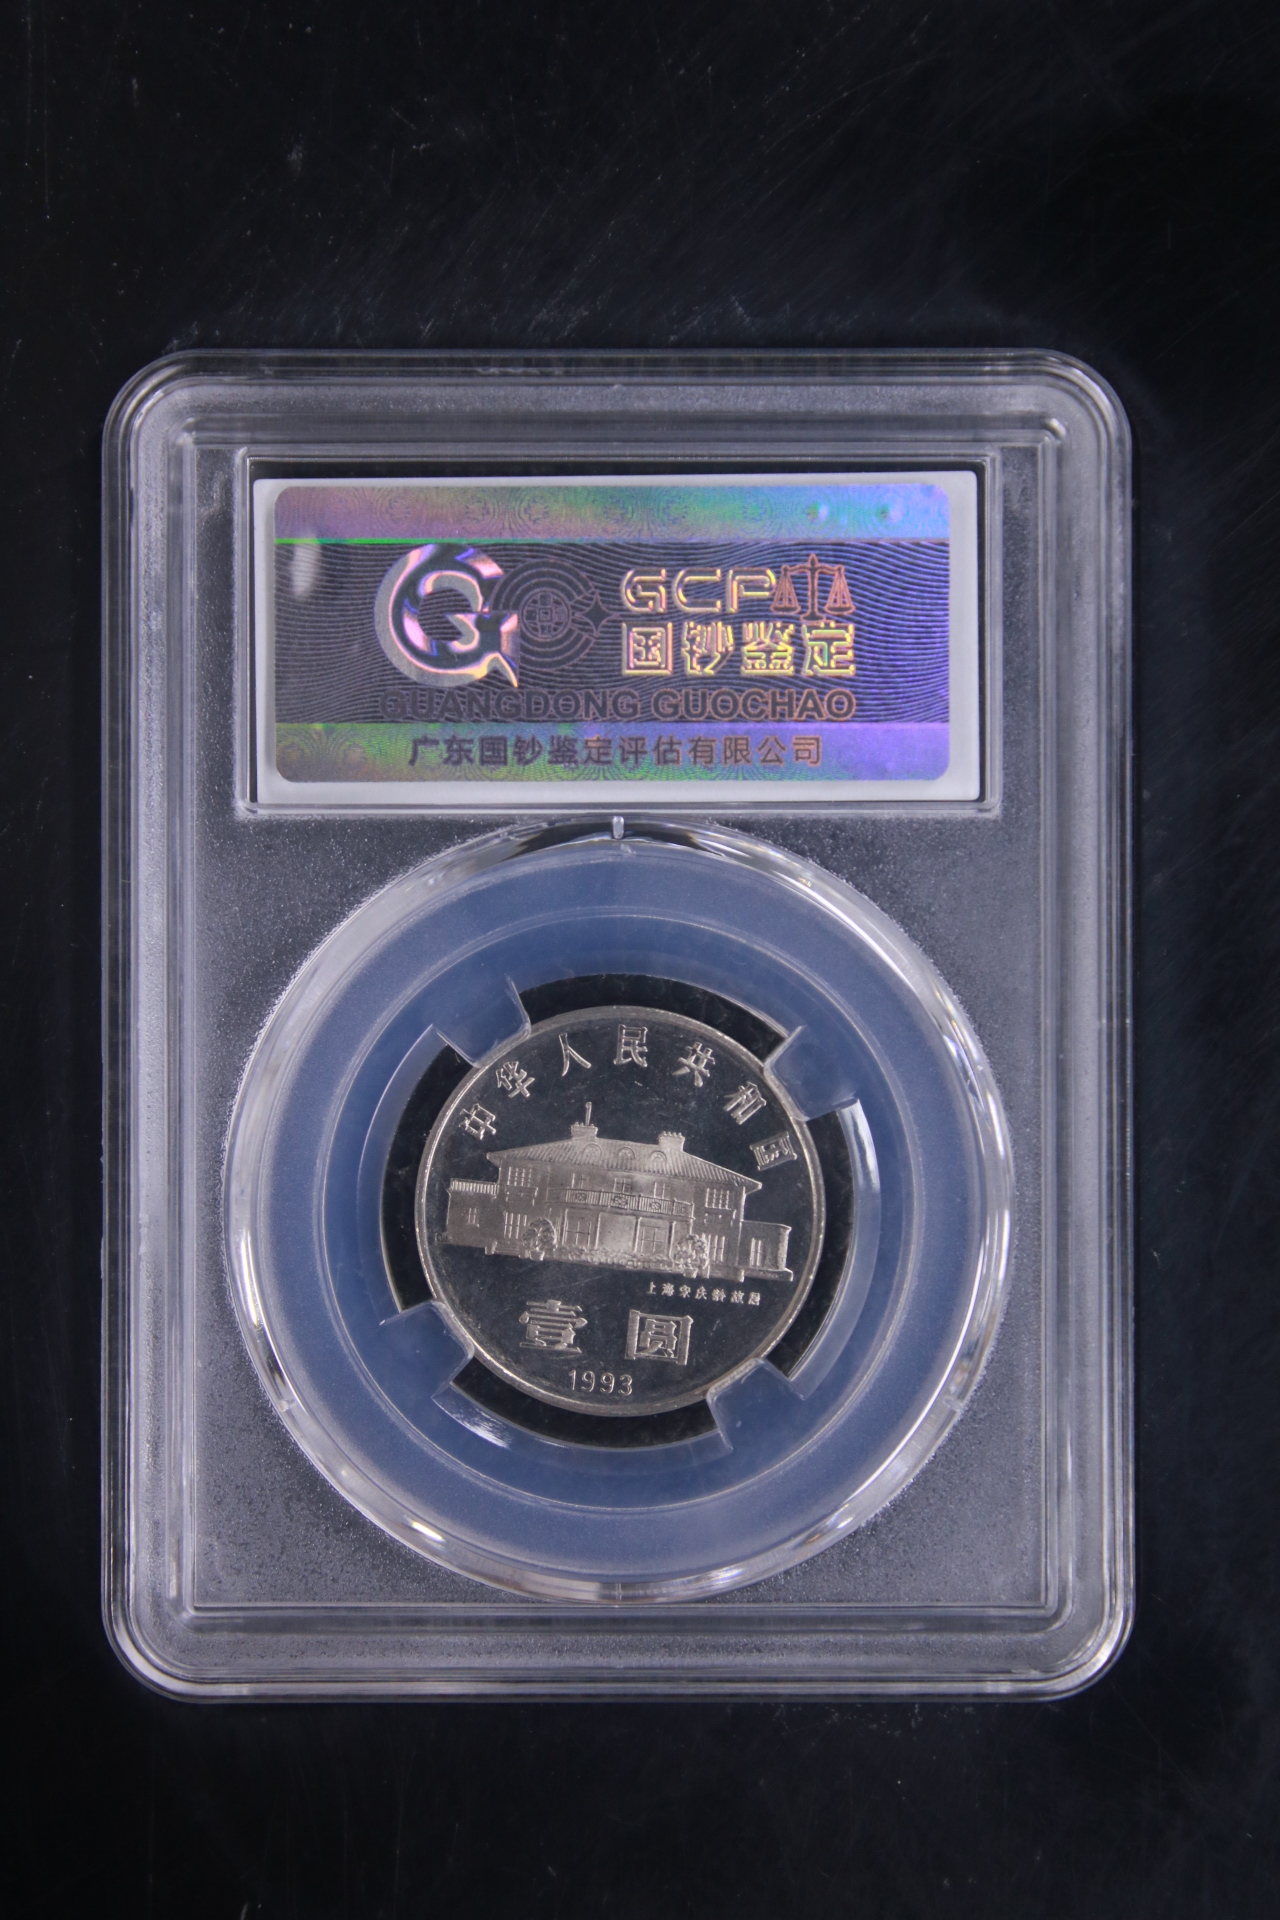 GCPA
国钞鉴定
GUANGDONG GUOCHAO
广东国钞鉴定评估有限公司
中华人民共和国
上海宋庆龄故居
壹圆
1993